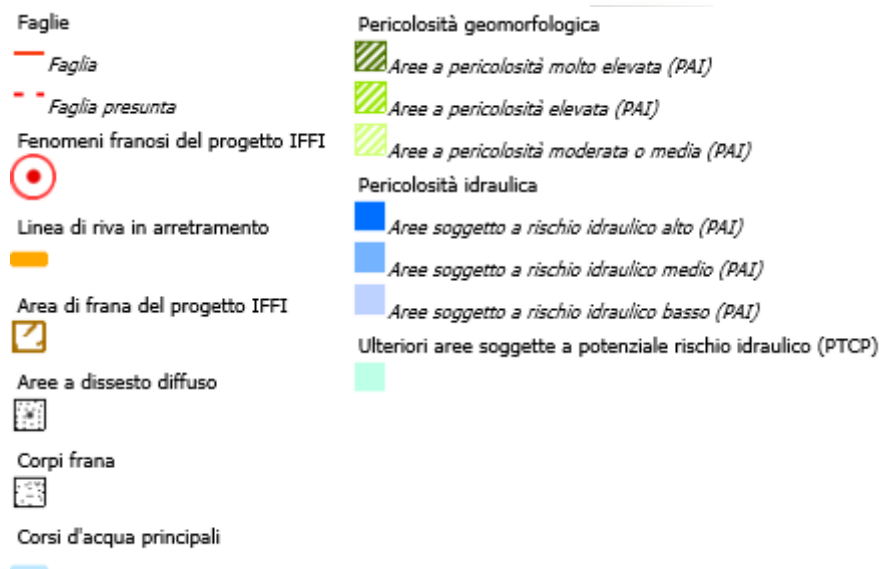 Faglie
Faglia
Faglia presunta
Fenomeni franosi del progetto IFFI
Linea di riva in arretramento
Area di frana del progetto IFFI
Aree a dissesto diffuso
Corpi frana
Corsi d'acqua principali
Pericolosità geomorfologica
Aree a pericolosità molto elevata (PAI)
Aree a pericolosità elevata (PAI)
Aree a pericolosità moderata o media (PAI)
Pericolosità idraulica
Aree soggetto a rischio idraulico alto (PAI)
Aree soggetto a rischio idraulico medio (PAI)
Aree soggetto a rischio idraulico basso (PAI)
Ulteriori aree soggette a potenziale rischio idraulico (PTCP)